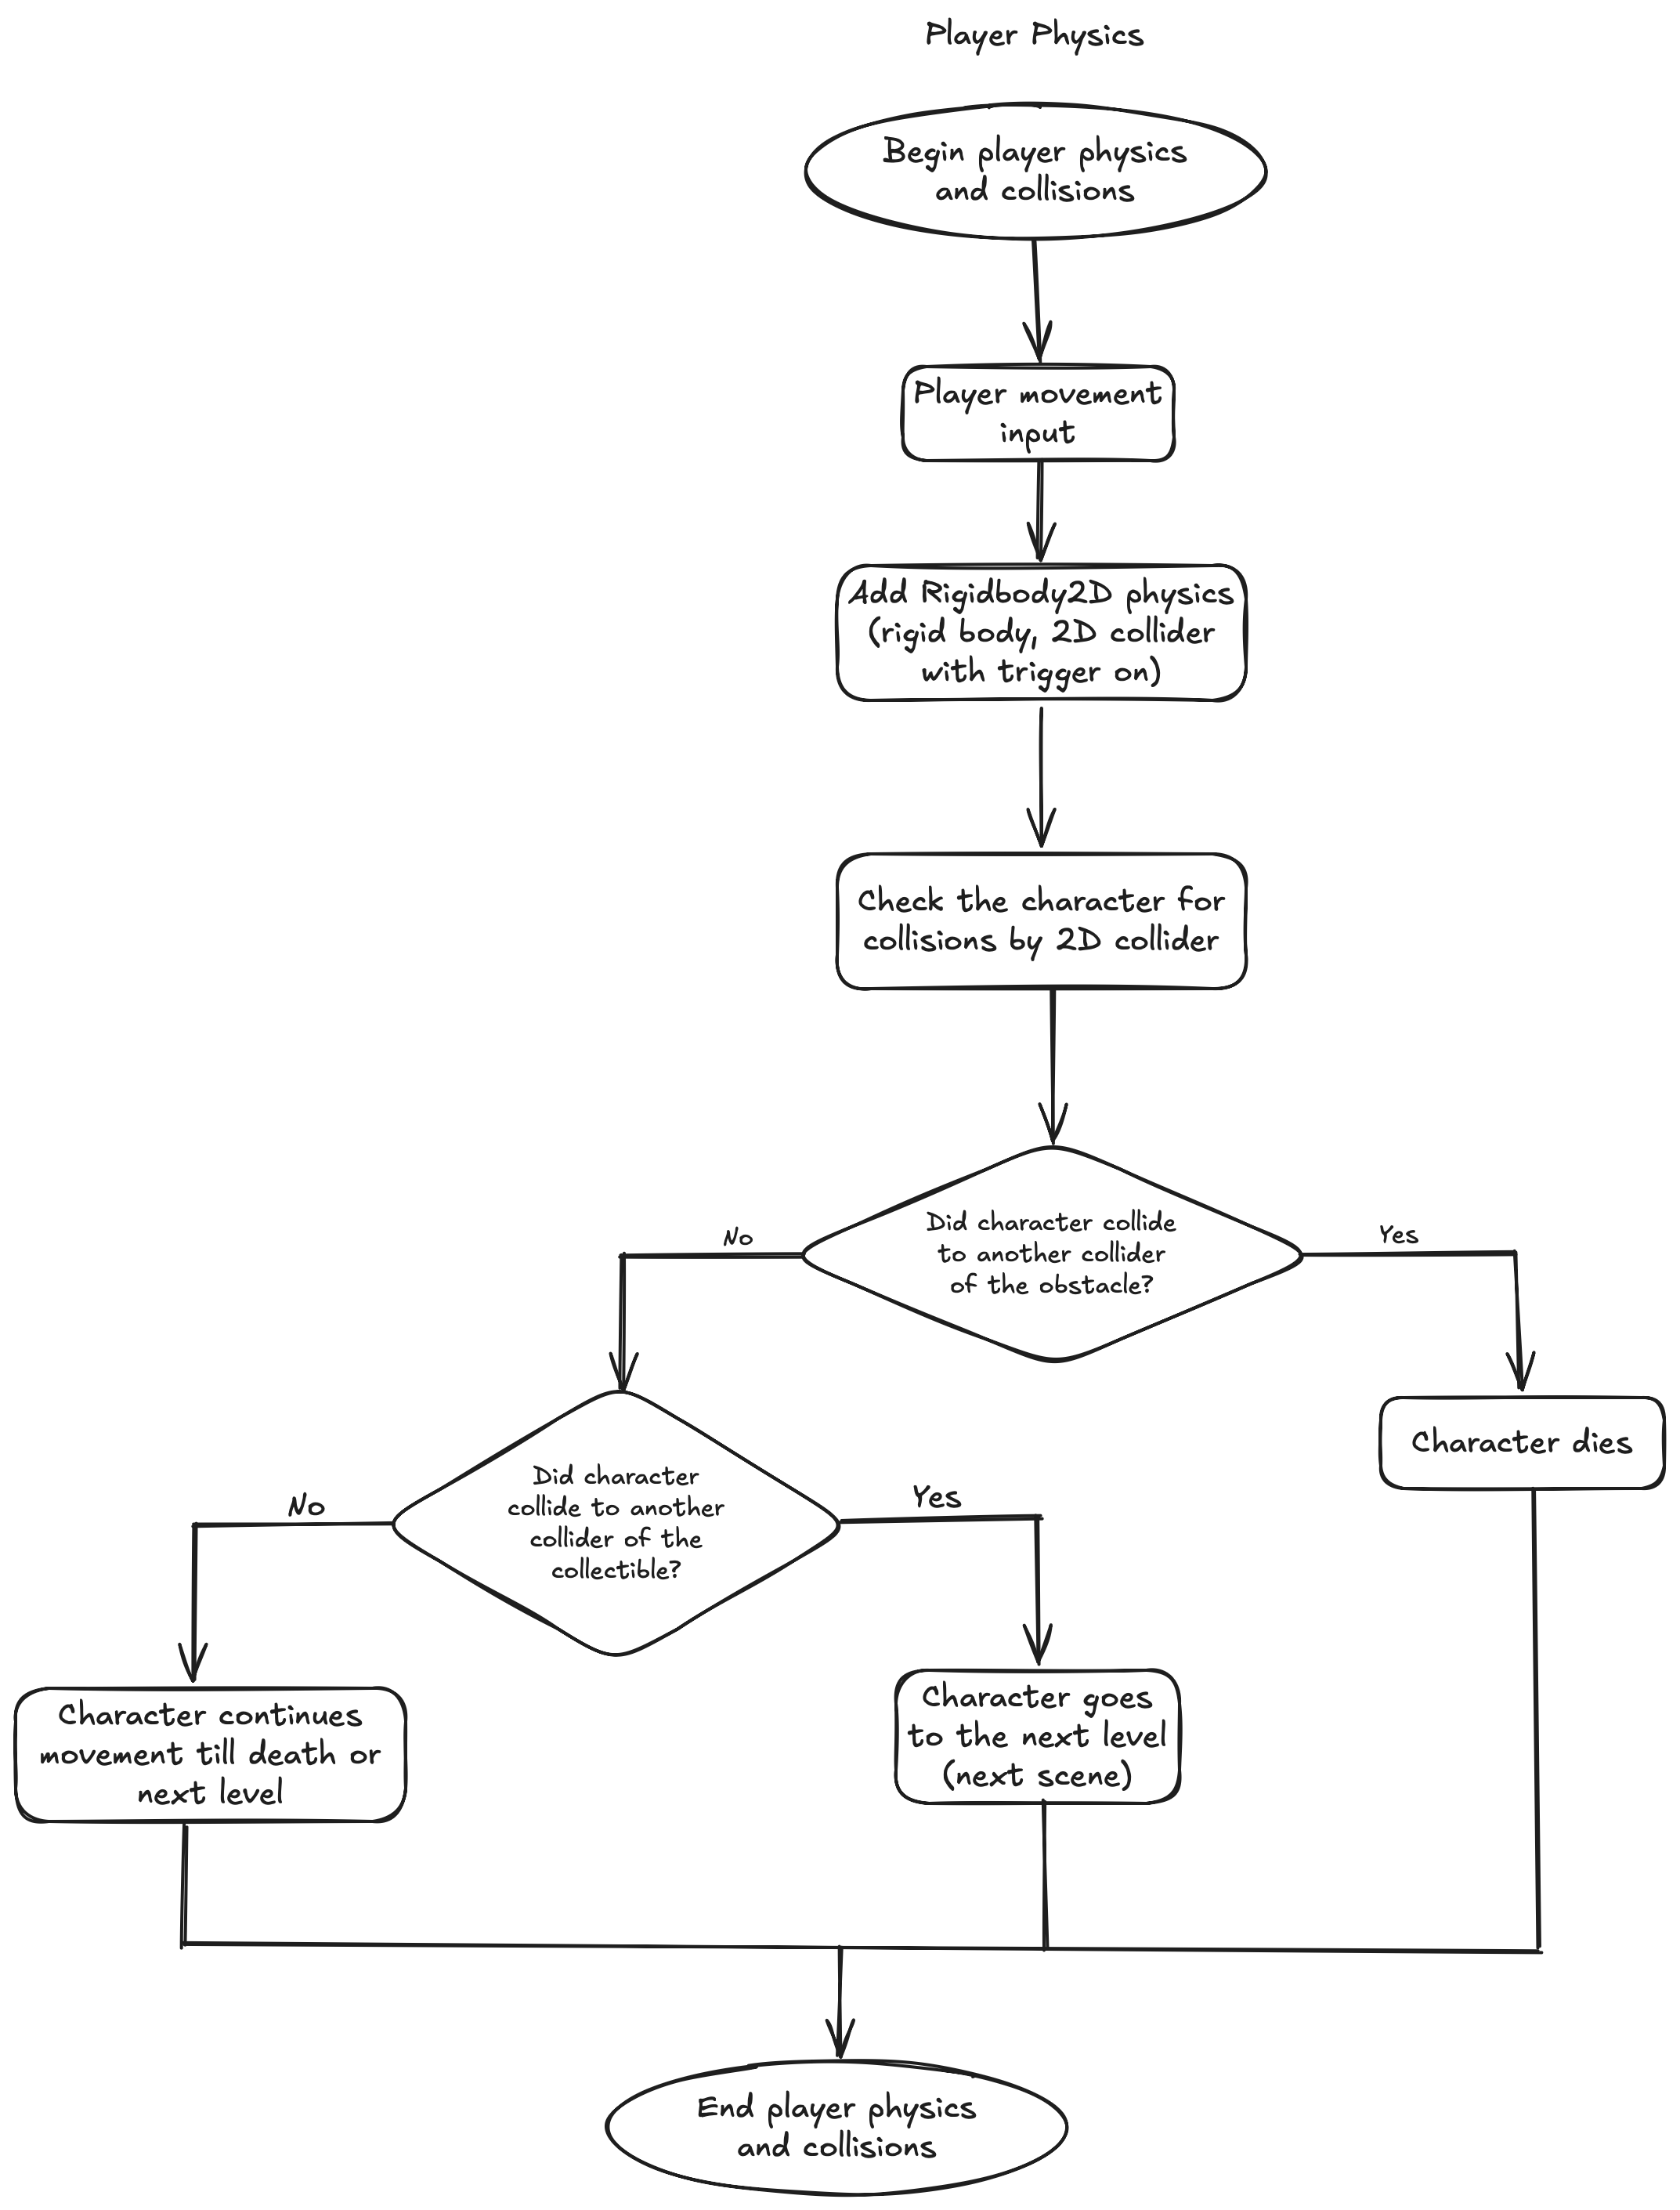 Player Physics
Begin player physics
and collisions
Player movement
input
Add Rigidbody2D physics
(rigid body, 2D collider
with trigger on)
Check the character for
collisions by 2D collider
Did character collide
to another collider
of the obstacle?
No
Yes
Character dies
Did character
collide to another
collider of the
collectible?
No
Yes
Character continues
movement till death or
next level
Character goes
to the next level
(next scene)
End player physics
and collisions